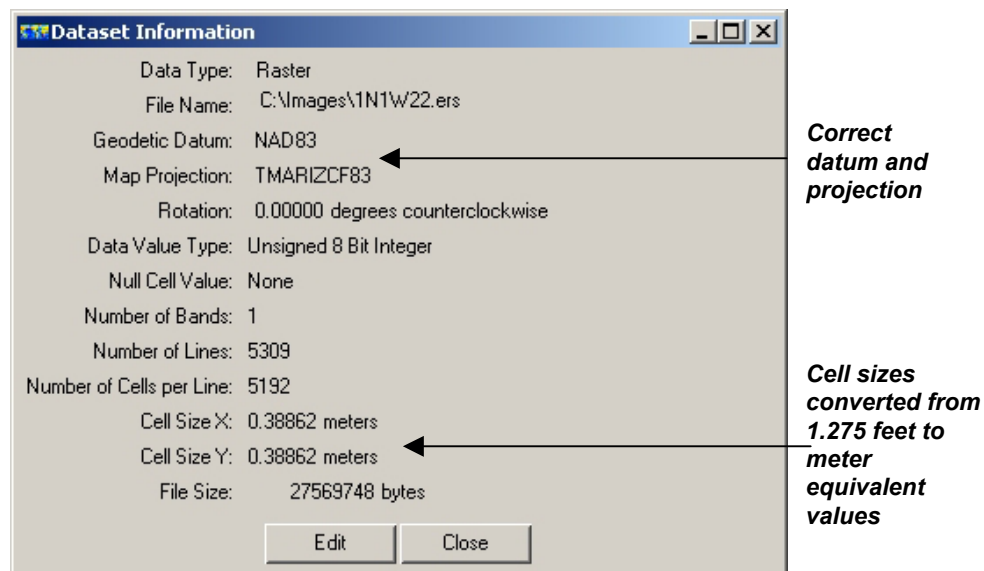 Dataset Information
Data Type: Raster
File Name: C:\Images\1N1W22.ers
Geodetic Datum: NAD83
Map Projection: TMARIZCF83
Rotation: 0.00000 degrees counterclockwise
Data Value Type: Unsigned 8 Bit Integer
Null Cell Value: None
Number of Bands: 1
Number of Lines: 5309
Number of Cells per Line: 5192
Cell Size X: 0.38862 meters
Cell Size Y: 0.38862 meters
File Size: 27569748 bytes
Edit Close
Correct
datum and
projection
Cell sizes
converted from
1.275 feet to
meter
equivalent
values